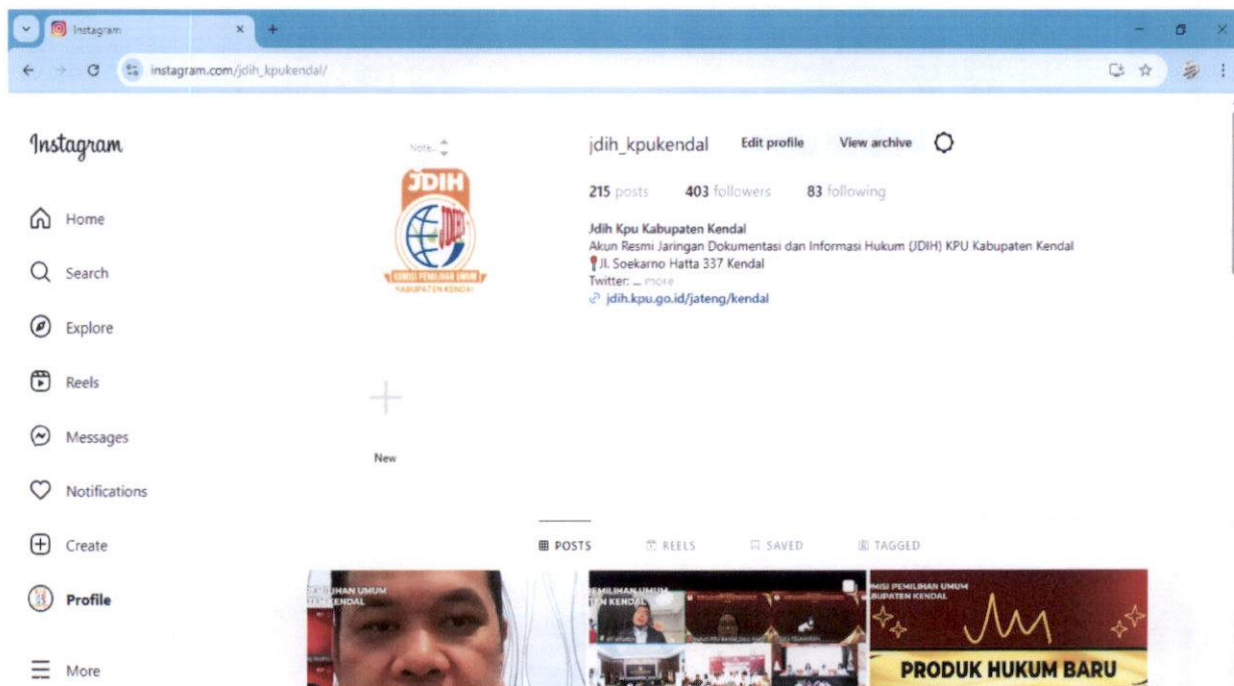 Instagram
instagram.com/jdih_kpukendal/
Instagram
Home
Search
Explore
Reels
Messages
Notifications
Create
Profile
More
Note...
JDIH
JDIH
KOMISI PEMILIHAN UMUM
KABUPATEN KENDAL
New
jdih_kpukendal Edit profile View archive
215 posts 403 followers 83 following
Jdih Kpu Kabupaten Kendal
Akun Resmi Jaringan Dokumentasi dan Informasi Hukum (JDIH) KPU Kabupaten Kendal
Jl. Soekarno Hatta 337 Kendal
Twitter: ... more
jdih.kpu.go.id/jateng/kendal
POSTS REELS SAVED TAGGED
PEMILIHAN UMUM
KENDAL
PEMILIHAN UMUM
KENDAL
PEMILIHAN UMUM
KABUPATEN KENDAL
PRODUK HUKUM BARU